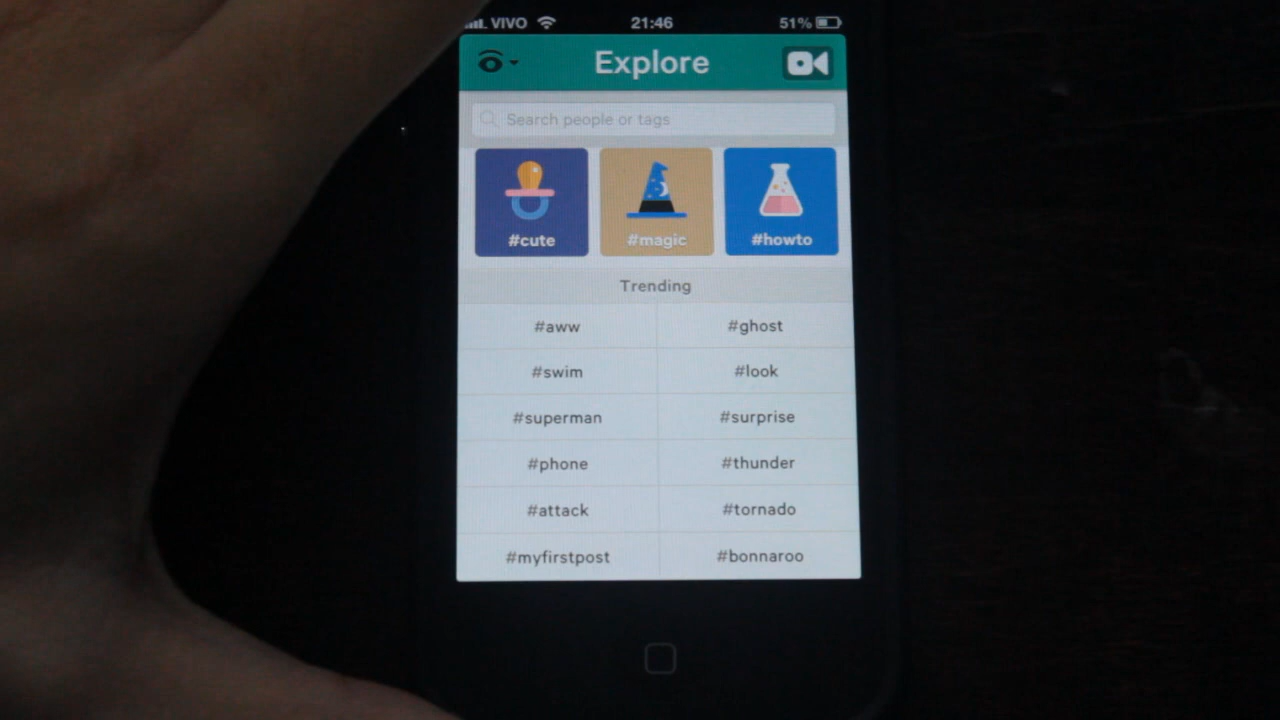 VIVO 21:46 51%
Explore
Search people or tags
#cute #magic #howto
Trending
#aww #ghost
#swim #look
#superman #surprise
#phone #thunder
#attack #tornado
#myfirstpost #bonnaroo